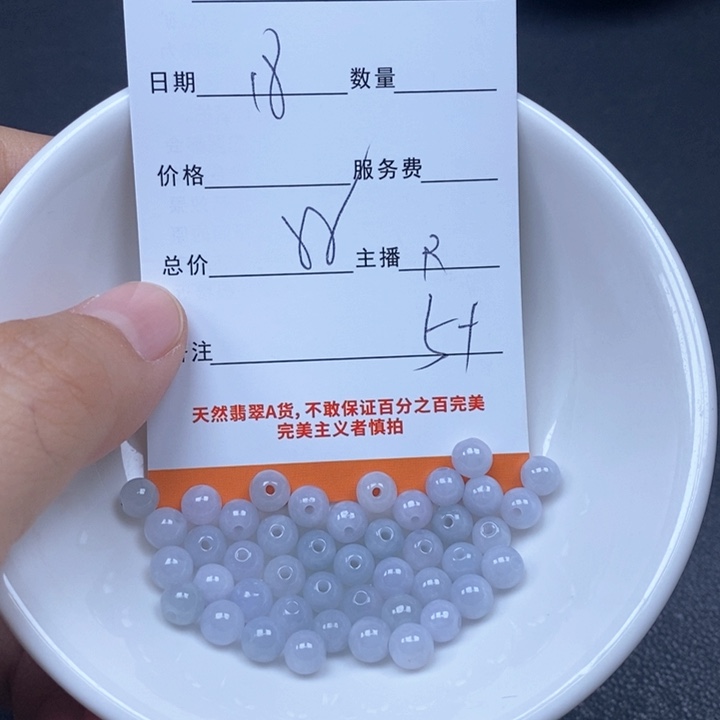 日期 18 数量
价格 服务费
总价 主播 R
注
天然翡翠A货,不敢保证百分之百完美
完美主义者慎拍